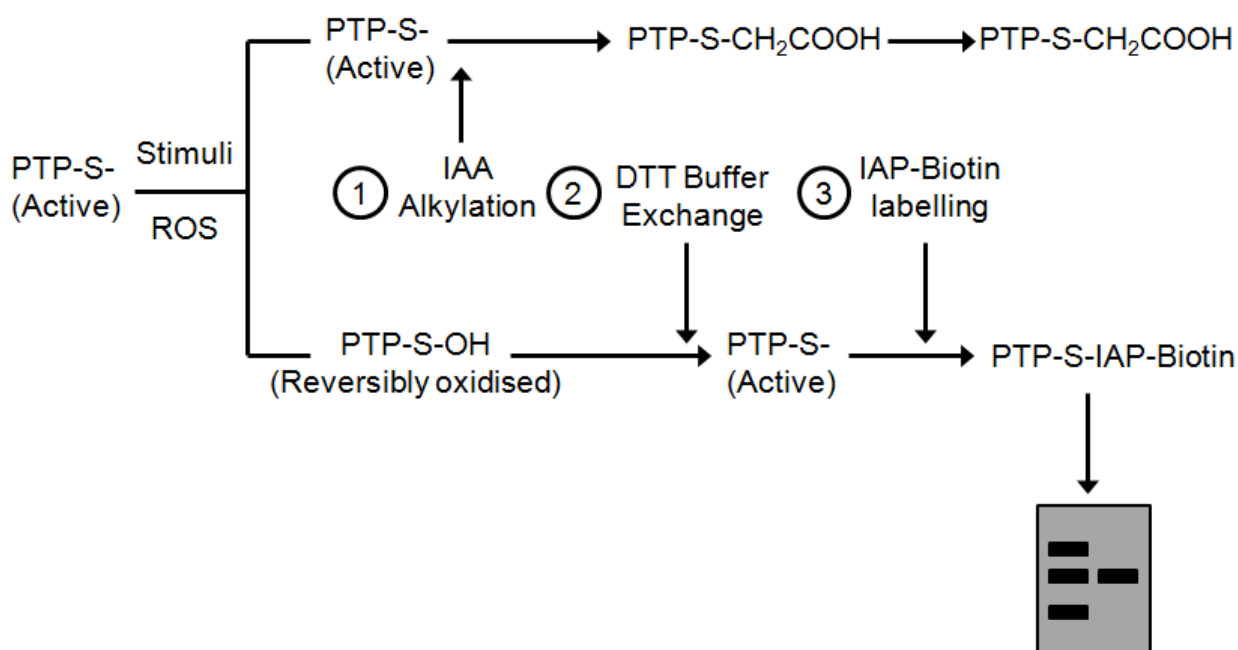 PTP-S-
(Active)
PTP-S-CH₂COOH
PTP-S-CH₂COOH
PTP-S-
(Active)
Stimuli
ROS
1
IAA
Alkylation
2
DTT Buffer
Exchange
3
IAP-Biotin
labelling
PTP-S-OH
(Reversibly oxidised)
PTP-S-
(Active)
PTP-S-IAP-Biotin